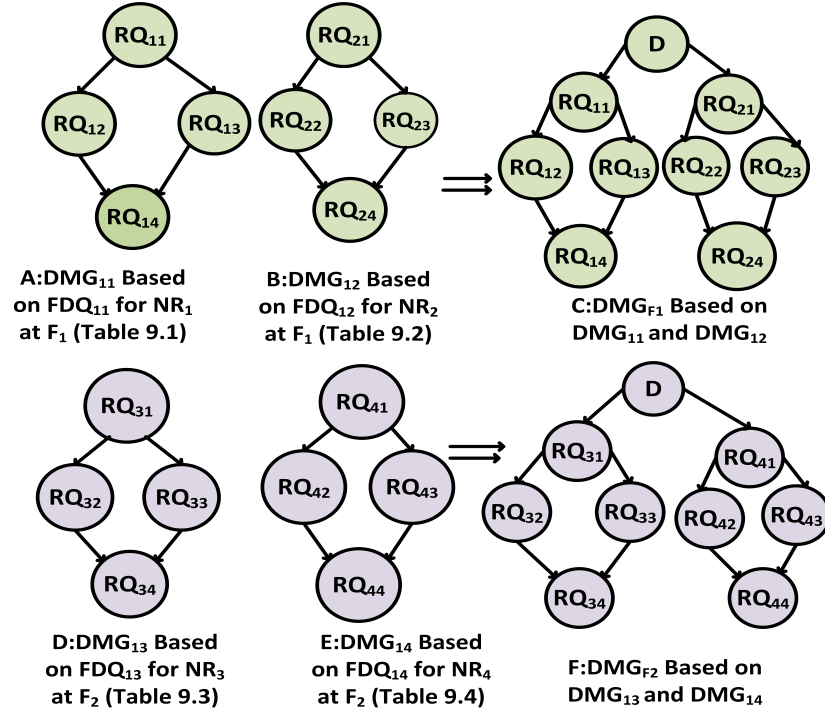 RQ₁₁
RQ₁₂ RQ₁₃
RQ₁₄
A:DMG₁₁ Based
on FDQ₁₁ for NR₁
at F₁ (Table 9.1)
RQ₂₁
RQ₂₂ RQ₂₃
RQ₂₄
B:DMG₁₂ Based
on FDQ₁₂ for NR₂
at F₁ (Table 9.2)
D
RQ₁₁ RQ₂₁
RQ₁₂ RQ₁₃ RQ₂₂ RQ₂₃
RQ₁₄ RQ₂₄
C:DMG_F1 Based on
DMG₁₁ and DMG₁₂
RQ₃₁
RQ₃₂ RQ₃₃
RQ₃₄
D:DMG₁₃ Based
on FDQ₁₃ for NR₃
at F₂ (Table 9.3)
RQ₄₁
RQ₄₂ RQ₄₃
RQ₄₄
E:DMG₁₄ Based
on FDQ₁₄ for NR₄
at F₂ (Table 9.4)
D
RQ₃₁ RQ₄₁
RQ₃₂ RQ₃₃ RQ₄₂ RQ₄₃
RQ₃₄ RQ₄₄
F:DMG_F2 Based on
DMG₁₃ and DMG₁₄